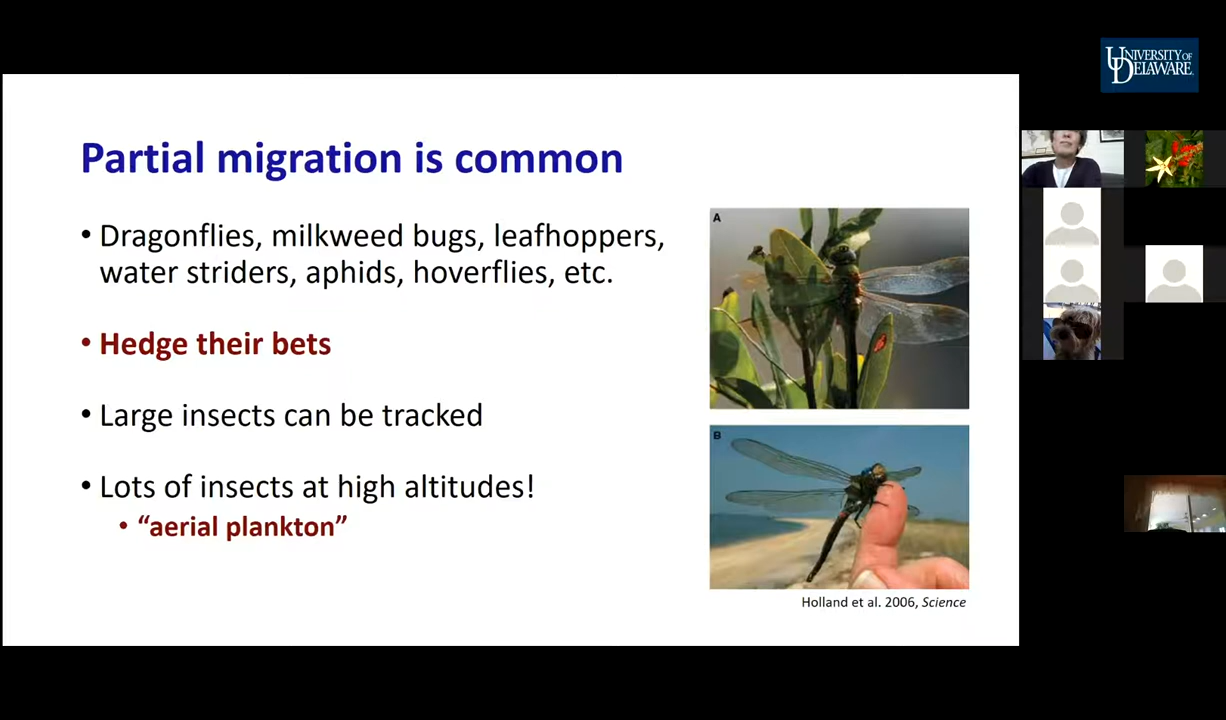 UNIVERSITY OF
DELAWARE
Partial migration is common
• Dragonflies, milkweed bugs, leafhoppers,
water striders, aphids, hoverflies, etc.
• Hedge their bets
• Large insects can be tracked
• Lots of insects at high altitudes!
• “aerial plankton”
A
B
Holland et al. 2006, Science